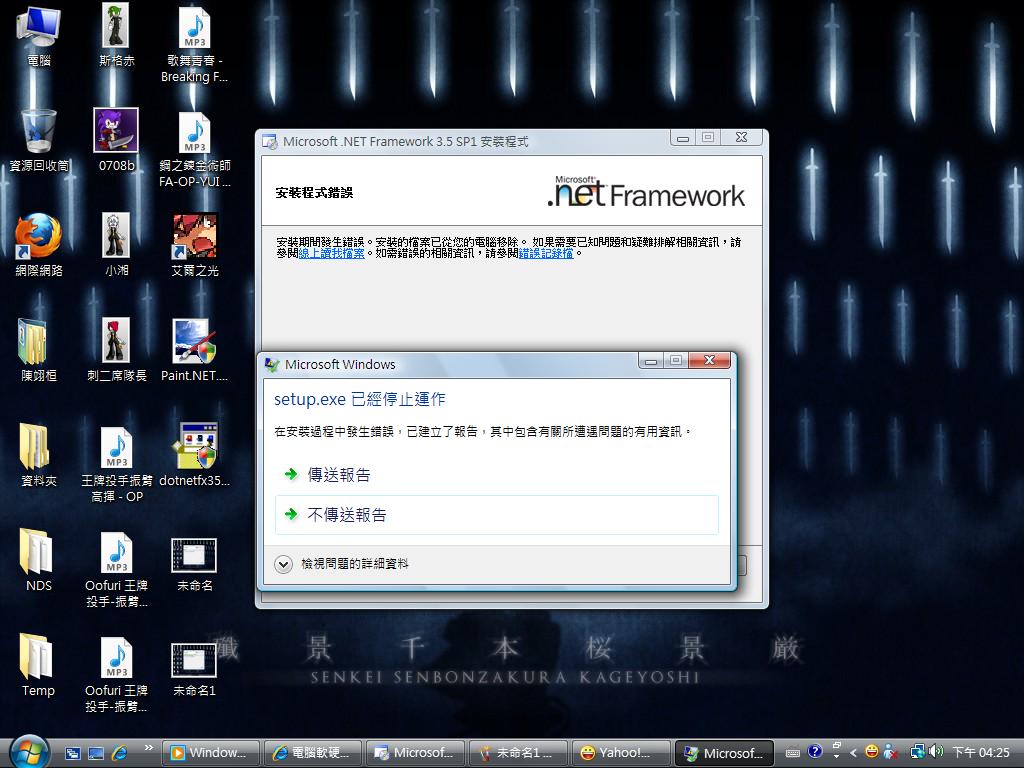 電腦
斯格赤
歌舞青春 -
Breaking F...
資源回收筒
0708b
鋼之鍊金術師
FA-OP-YUI ...
網際網路
小湘
艾爾之光
陳翊桓
刺二席隊長
Paint.NET....
資料夾
王牌投手振臂
高揮 - OP
dotnetfx35...
NDS
Oofuri 王牌
投手-振臂...
未命名
Temp
Oofuri 王牌
投手-振臂...
未命名1
MP3
MP3
MP3
MP3
MP3
Microsoft .NET Framework 3.5 SP1 安裝程式
安裝程式錯誤
Microsoft
.net Framework
安裝期間發生錯誤。安裝的檔案已從您的電腦移除。 如果需要已知問題和疑難排解相關資訊，請
參閱線上讀我檔案。如需錯誤的相關資訊，請參閱錯誤記錄檔。
Microsoft Windows
setup.exe 已經停止運作
在安裝過程中發生錯誤，已建立了報告，其中包含有關所遭遇問題的有用資訊。
傳送報告
不傳送報告
檢視問題的詳細資料
殲 景 千 本 桜 景 厳
SENKEI SENBONZAKURA KAGEYOSHI
Window...
電腦軟硬...
Microsof...
未命名1 ...
Yahoo!...
Microsof...
下午 04:25